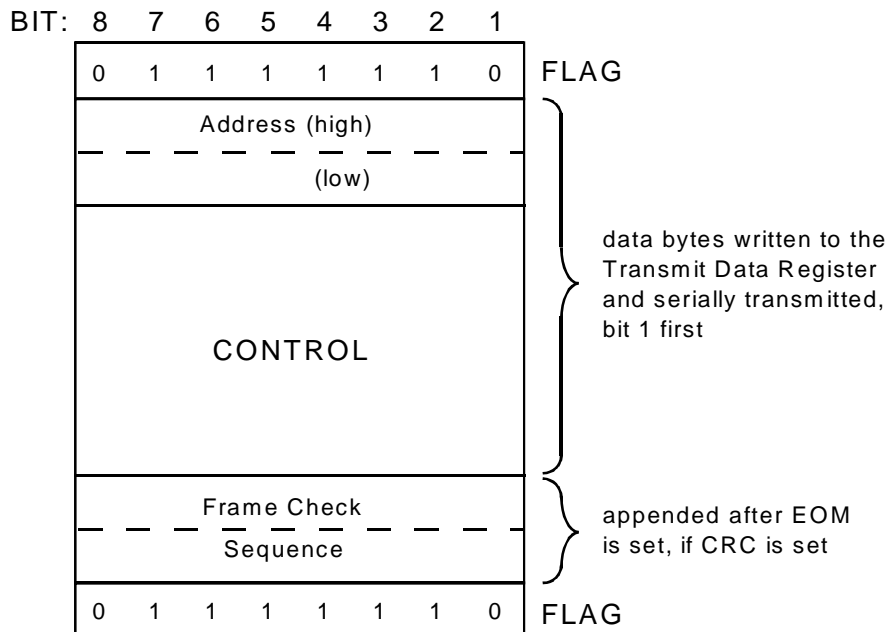 BIT: 8 7 6 5 4 3 2 1
0 1 1 1 1 1 1 0 FLAG
Address (high)
(low)
data bytes written to the
Transmit Data Register
and serially transmitted,
bit 1 first
CONTROL
Frame Check
Sequence
appended after EOM
is set, if CRC is set
0 1 1 1 1 1 1 0 FLAG